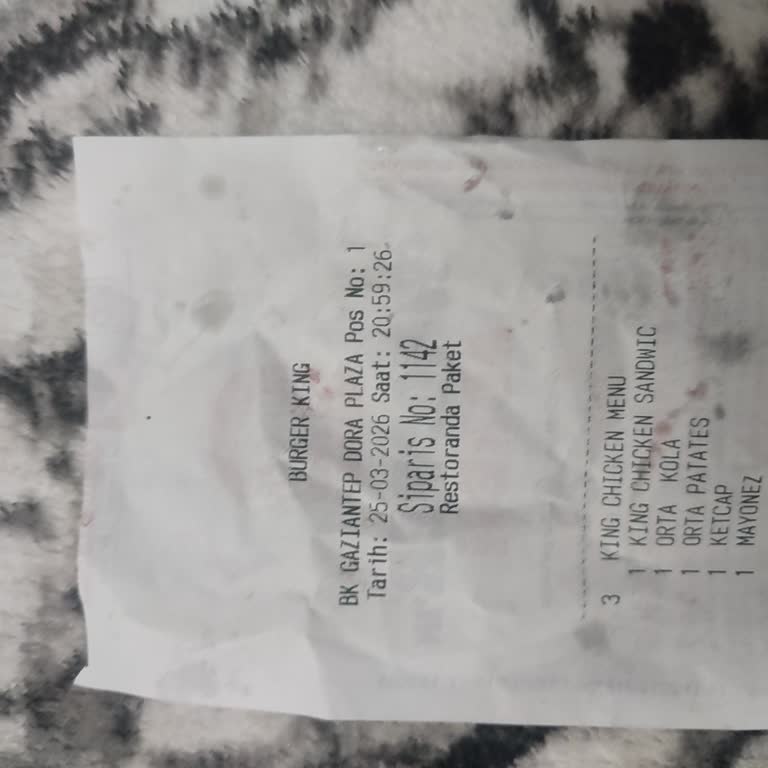 BURGER KING
BK GAZIANTEP DORA PLAZA Pos No: 1
Tarih: 25-03-2026 Saat: 20:59:26
Siparis No: 1142
Restoranda Paket
3 KING CHICKEN MENU
1 KING CHICKEN SANDWIC
1 ORTA KOLA
1 ORTA PATATES
1 KETCAP
1 MAYONEZ